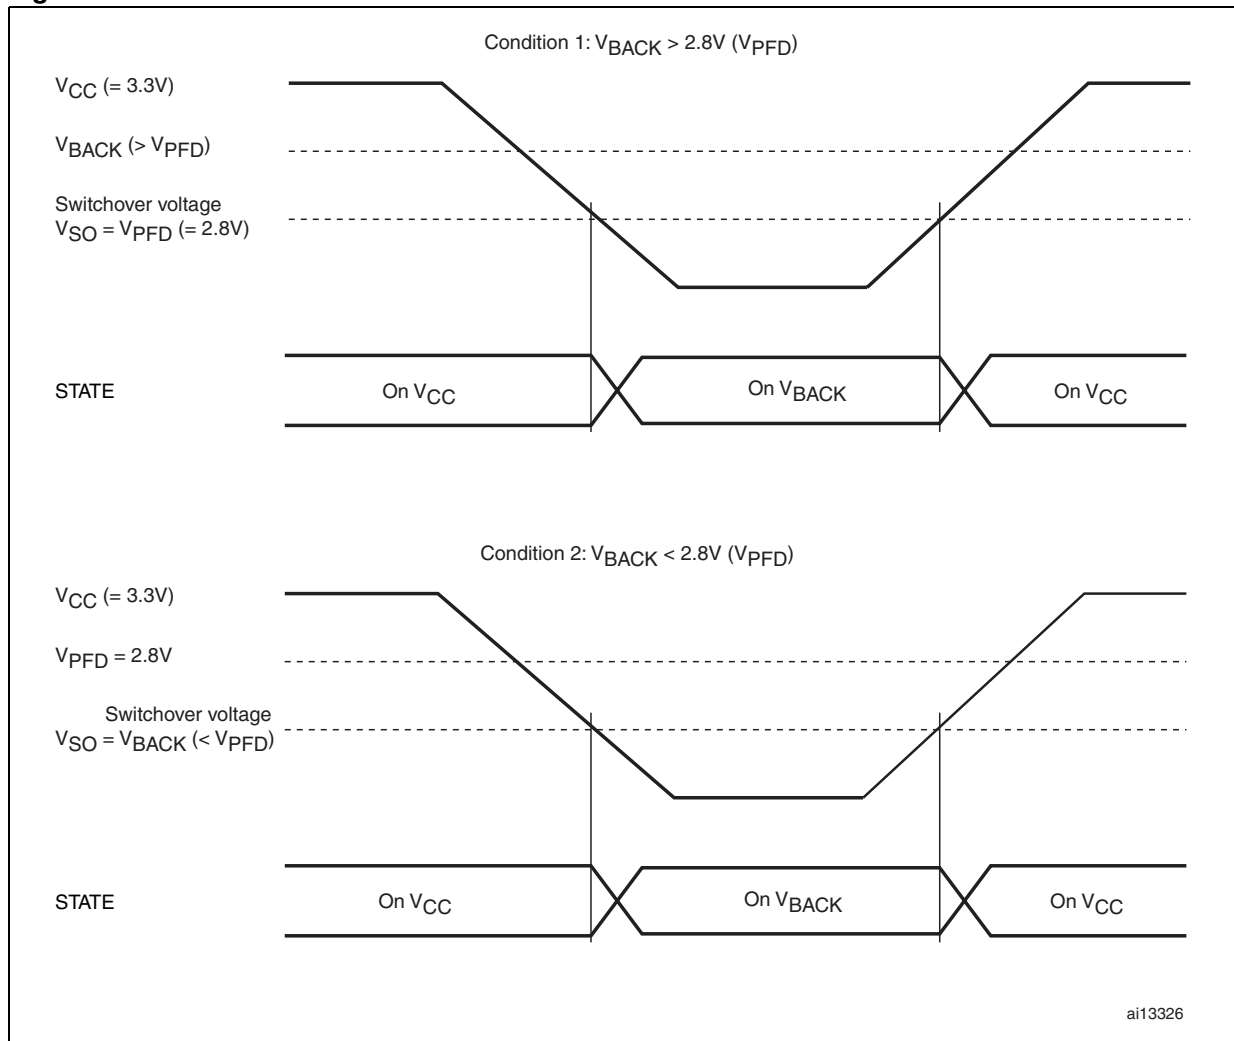 Condition 1: VBACK > 2.8V (VPFD)
VCC (= 3.3V)
VBACK (> VPFD)
Switchover voltage
VSO = VPFD (= 2.8V)
STATE
On VCC
On VBACK
On VCC
Condition 2: VBACK < 2.8V (VPFD)
VCC (= 3.3V)
VPFD = 2.8V
Switchover voltage
VSO = VBACK (< VPFD)
STATE
On VCC
On VBACK
On VCC
ai13326